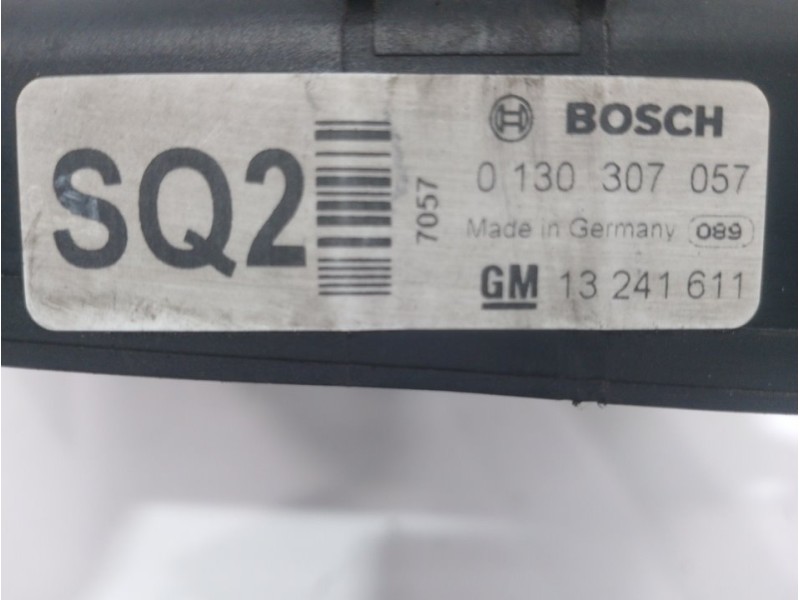 SQ2
7057
BOSCH
0 130 307 057
Made in Germany 089
GM 13 241 611